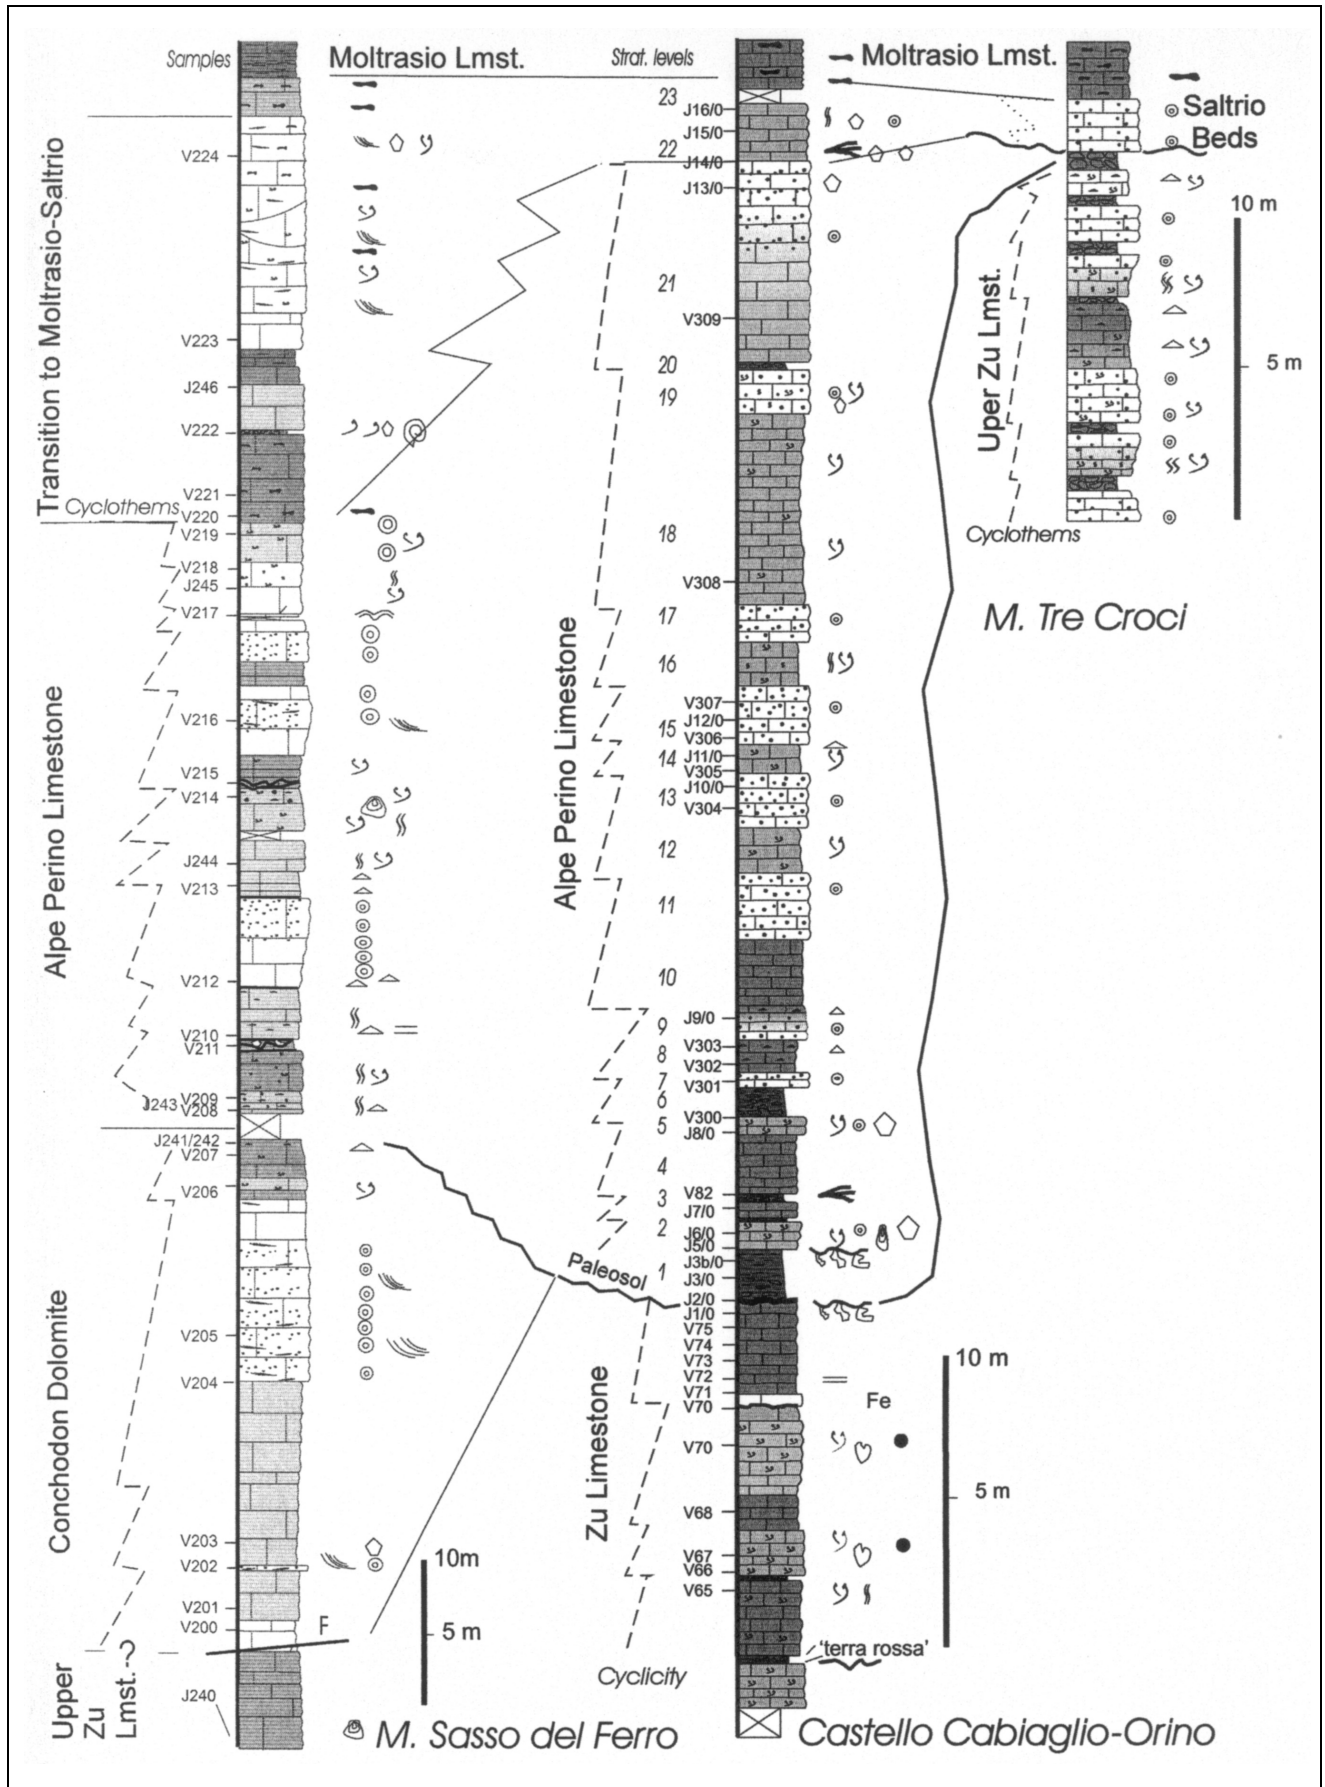 Samples
Moltrasio Lmst.
Transition to Moltrasio-Saltrio
V224
V223
J246
V222
V221
Cyclothems
V220
V219
V218
J245
V217
Alpe Perino Limestone
V216
V215
V214
J244
V213
V212
V210
V211
V209
J243
V208
J241/242
V207
V206
Conchodon Dolomite
V205
V204
V203
V202
V201
V200
F
?
Upper
Zu
Lmst.
J240
10m
5 m
M. Sasso del Ferro
Strat. levels
Moltrasio Lmst.
23
J16/0
J15/0
22
J14/0
J13/0
21
V309
20
19
18
V308
17
Alpe Perino Limestone
16
V307
J12/0
15
V306
14
J11/0
V305
J10/0
13
V304
12
11
10
J9/0
9
V303
8
V302
7
V301
6
V300
5
J8/0
4
V82
3
J7/0
2
J6/0
J5/0
Paleosol
1
J3b/0
J3/0
J2/0
J1/0
V75
V74
V73
V72
V71
V70
Fe
Zu Limestone
V70
V68
V67
V66
V65
'terra rossa'
Cyclicity
10 m
5 m
Castello Cabiaglio-Orino
Saltrio
Beds
10 m
5 m
Uper Zu Lmst.
Cyclothems
M. Tre Croci